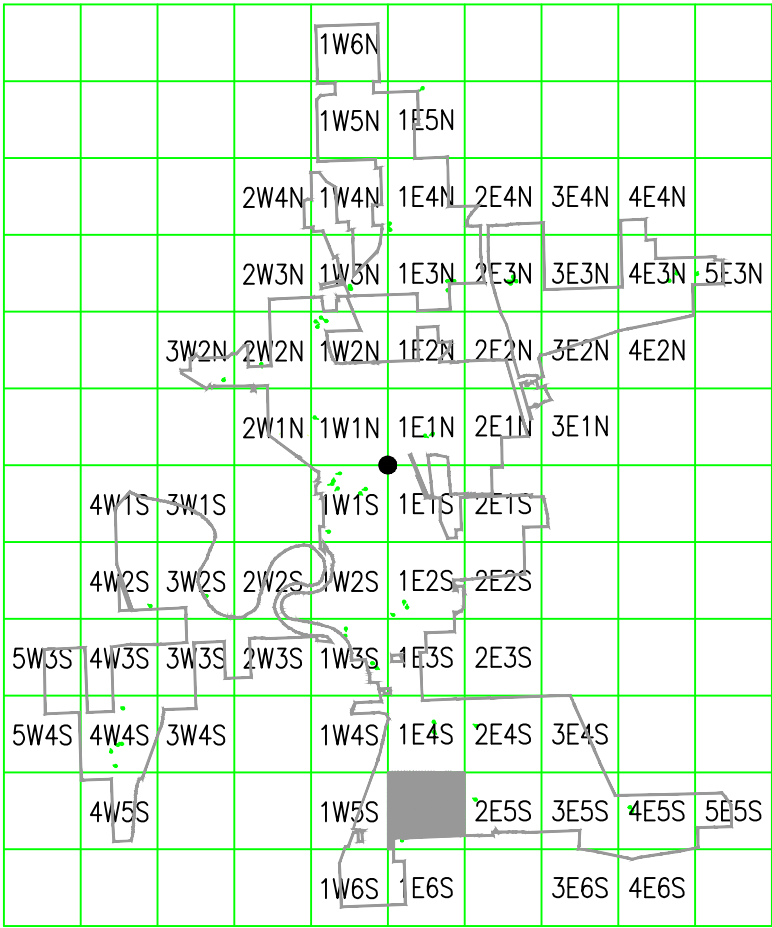 1W6N
1W5N 1E5N
2W4N 1W4N 1E4N 2E4N 3E4N 4E4N
2W3N 1W3N 1E3N 2E3N 3E3N 4E3N 5E3N
3W2N 2W2N 1W2N 1E2N 2E2N 3E2N 4E2N
2W1N 1W1N 1E1N 2E1N 3E1N
4W1S 3W1S 1W1S 1E1S 2E1S
4W2S 3W2S 2W2S 1W2S 1E2S 2E2S
5W3S 4W3S 3W3S 2W3S 1W3S 1E3S 2E3S
5W4S 4W4S 3W4S 1W4S 1E4S 2E4S 3E4S
4W5S 1W5S 2E5S 3E5S 4E5S 5E5S
1W6S 1E6S 3E6S 4E6S